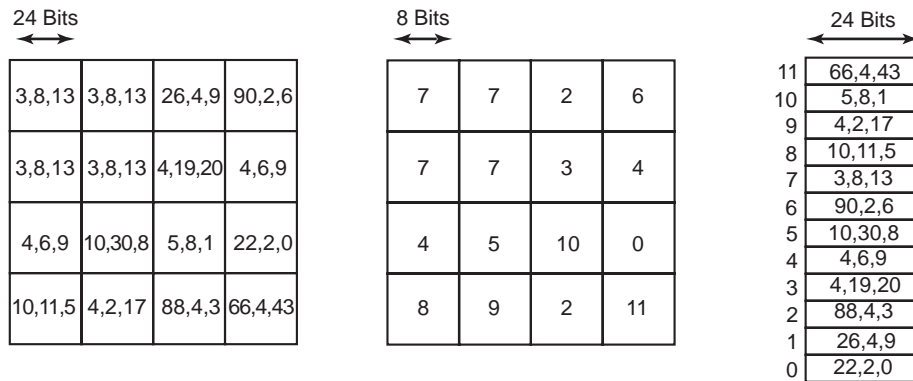 24 Bits
3,8,13 3,8,13 26,4,9 90,2,6
3,8,13 3,8,13 4,19,20 4,6,9
4,6,9 10,30,8 5,8,1 22,2,0
10,11,5 4,2,17 88,4,3 66,4,43
8 Bits
7 7 2 6
7 7 3 4
4 5 10 0
8 9 2 11
24 Bits
11 66,4,43
10 5,8,1
9 4,2,17
8 10,11,5
7 3,8,13
6 90,2,6
5 10,30,8
4 4,6,9
3 4,19,20
2 88,4,3
1 26,4,9
0 22,2,0